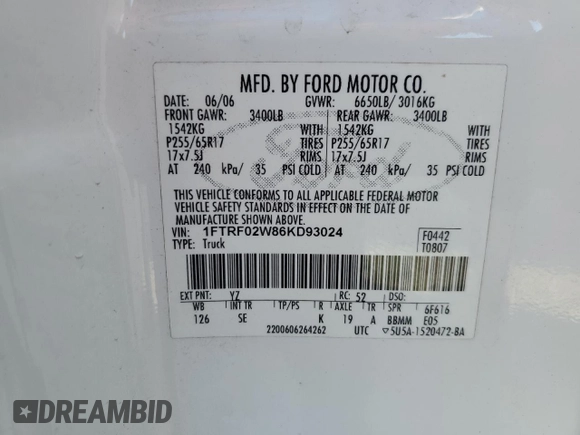 MFD. BY FORD MOTOR CO.
DATE: 06/06 GVWR: 6650LB/ 3016KG
FRONT GAWR: 3400LB REAR GAWR: 3400LB
1542KG WITH 1542KG WITH
P255/65R17 TIRES P255/65R17 TIRES
17x7.5J RIMS 17x7.5J RIMS
AT 240 kPa/ 35 PSI COLD AT 240 kPa/ 35 PSI COLD
THIS VEHICLE CONFORMS TO ALL APPLICABLE FEDERAL MOTOR
VEHICLE SAFETY STANDARDS IN EFFECT ON THE DATE OF
MANUFACTURE SHOWN ABOVE.
VIN: 1FTRF02W86KD93024 F0442
TYPE: Truck T0807
EXT PNT: YZ RC: 52 DSO:
WB INT TR TP/PS R AXLE TR SPR 6F616
126 SE K 19 A BBMM E05
2200606264262 UTC 5U5A-1520472-BA
Ford
DREAMBID